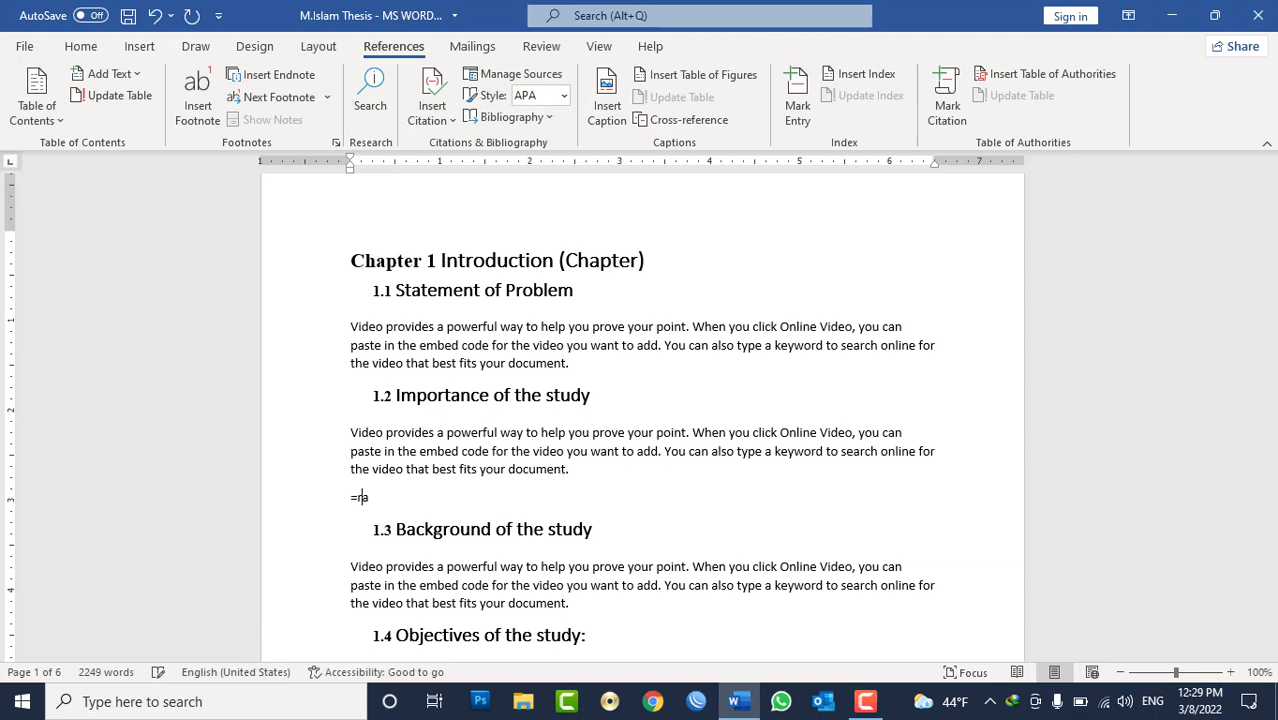 AutoSave Off M.Islam Thesis - MS WORD... Search (Alt+Q) Sign in
File Home Insert Draw Design Layout References Mailings Review View Help Share
Table of Contents
Add Text
Update Table
Table of Contents
ab
Insert Footnote
Insert Endnote
Next Footnote
Show Notes
Footnotes
Search
Research
Insert Citation
Manage Sources
Style: APA
Bibliography
Citations & Bibliography
Insert Caption
Insert Table of Figures
Update Table
Cross-reference
Captions
Mark Entry
Insert Index
Update Index
Index
Mark Citation
Insert Table of Authorities
Update Table
Table of Authorities
1 1 2 3 4 5 6 7
1
2
3
4
Chapter 1 Introduction (Chapter)
1.1 Statement of Problem
Video provides a powerful way to help you prove your point. When you click Online Video, you can
paste in the embed code for the video you want to add. You can also type a keyword to search online for
the video that best fits your document.
1.2 Importance of the study
Video provides a powerful way to help you prove your point. When you click Online Video, you can
paste in the embed code for the video you want to add. You can also type a keyword to search online for
the video that best fits your document.
=ra
1.3 Background of the study
Video provides a powerful way to help you prove your point. When you click Online Video, you can
paste in the embed code for the video you want to add. You can also type a keyword to search online for
the video that best fits your document.
1.4 Objectives of the study:
Page 1 of 6 2249 words English (United States) Accessibility: Good to go Focus 100%
Type here to search Ps 44°F ENG 12:29 PM
3/8/2022